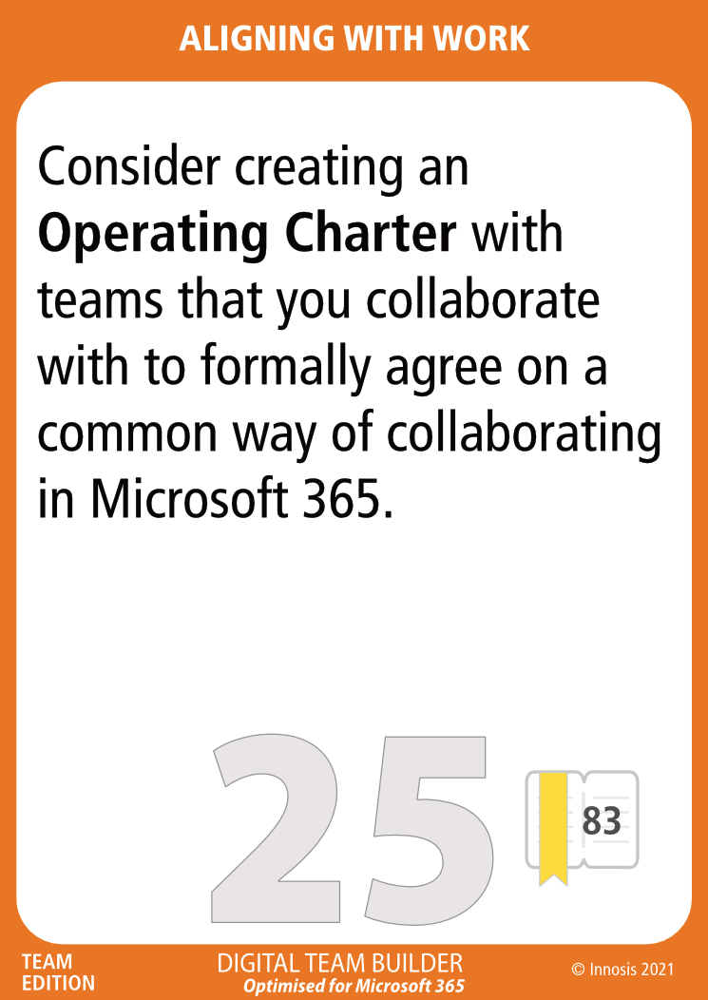 ALIGNING WITH WORK
Consider creating an
Operating Charter with
teams that you collaborate
with to formally agree on a
common way of collaborating
in Microsoft 365.
25
83
TEAM
EDITION
DIGITAL TEAM BUILDER
Optimised for Microsoft 365
© Innosis 2021